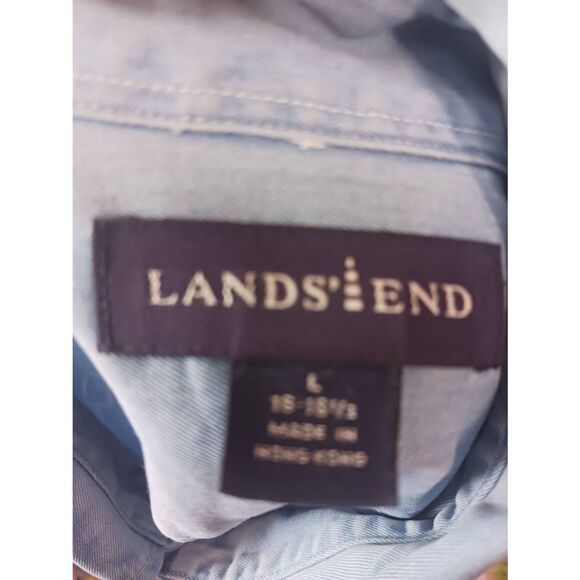 LANDS' END
L
16-16½
MADE IN
HONG KONG